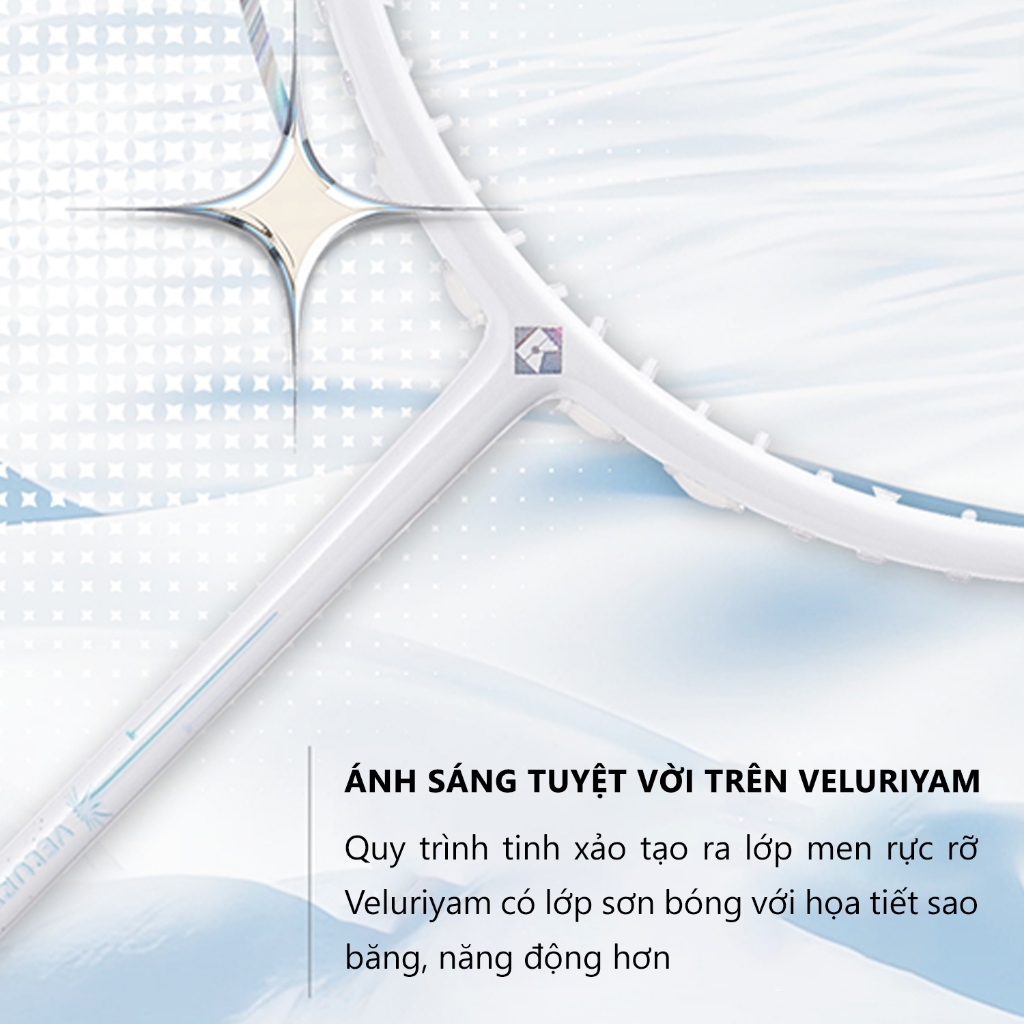 ÁNH SÁNG TUYỆT VỜI TRÊN VELURIYAM
Quy trình tinh xảo tạo ra lớp men rực rỡ
Veluriyam có lớp sơn bóng với họa tiết sao
băng, năng động hơn